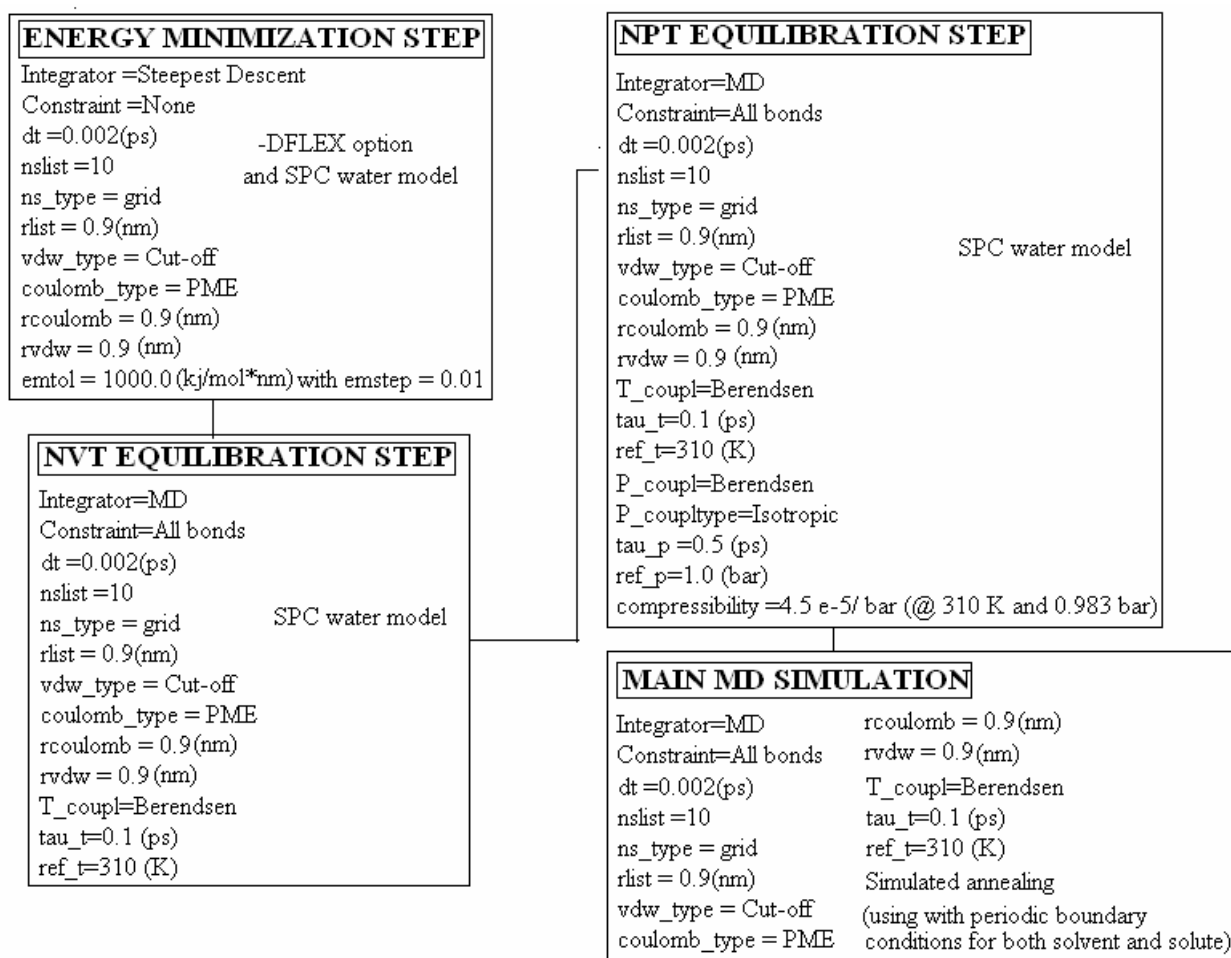 ENERGY MINIMIZATION STEP
Integrator =Steepest Descent
Constraint =None
dt =0.002(ps)
nslist =10
ns_type = grid
rlist = 0.9(nm)
vdw_type = Cut-off
coulomb_type = PME
rcoulomb = 0.9 (nm)
rvdw = 0.9 (nm)
emtol = 1000.0 (kj/mol*nm) with emstep = 0.01
-DFLEX option
and SPC water model
NVT EQUILIBRATION STEP
Integrator=MD
Constraint=All bonds
dt =0.002(ps)
nslist =10
ns_type = grid
rlist = 0.9(nm)
vdw_type = Cut-off
coulomb_type = PME
rcoulomb = 0.9(nm)
rvdw = 0.9(nm)
T_coupl=Berendsen
tau_t=0.1 (ps)
ref_t=310 (K)
SPC water model
NPT EQUILIBRATION STEP
Integrator=MD
Constraint=All bonds
dt =0.002(ps)
nslist =10
ns_type = grid
rlist = 0.9(nm)
vdw_type = Cut-off
coulomb_type = PME
rcoulomb = 0.9 (nm)
rvdw = 0.9 (nm)
T_coupl=Berendsen
tau_t=0.1 (ps)
ref_t=310 (K)
P_coupl=Berendsen
P_coupltype=Isotropic
tau_p =0.5 (ps)
ref_p=1.0 (bar)
compressibility =4.5 e-5/ bar (@ 310 K and 0.983 bar)
SPC water model
MAIN MD SIMULATION
Integrator=MD
Constraint=All bonds
dt =0.002(ps)
nslist =10
ns_type = grid
rlist = 0.9(nm)
vdw_type = Cut-off
coulomb_type = PME
rcoulomb = 0.9(nm)
rvdw = 0.9(nm)
T_coupl=Berendsen
tau_t=0.1 (ps)
ref_t=310 (K)
Simulated annealing
(using with periodic boundary
conditions for both solvent and solute)